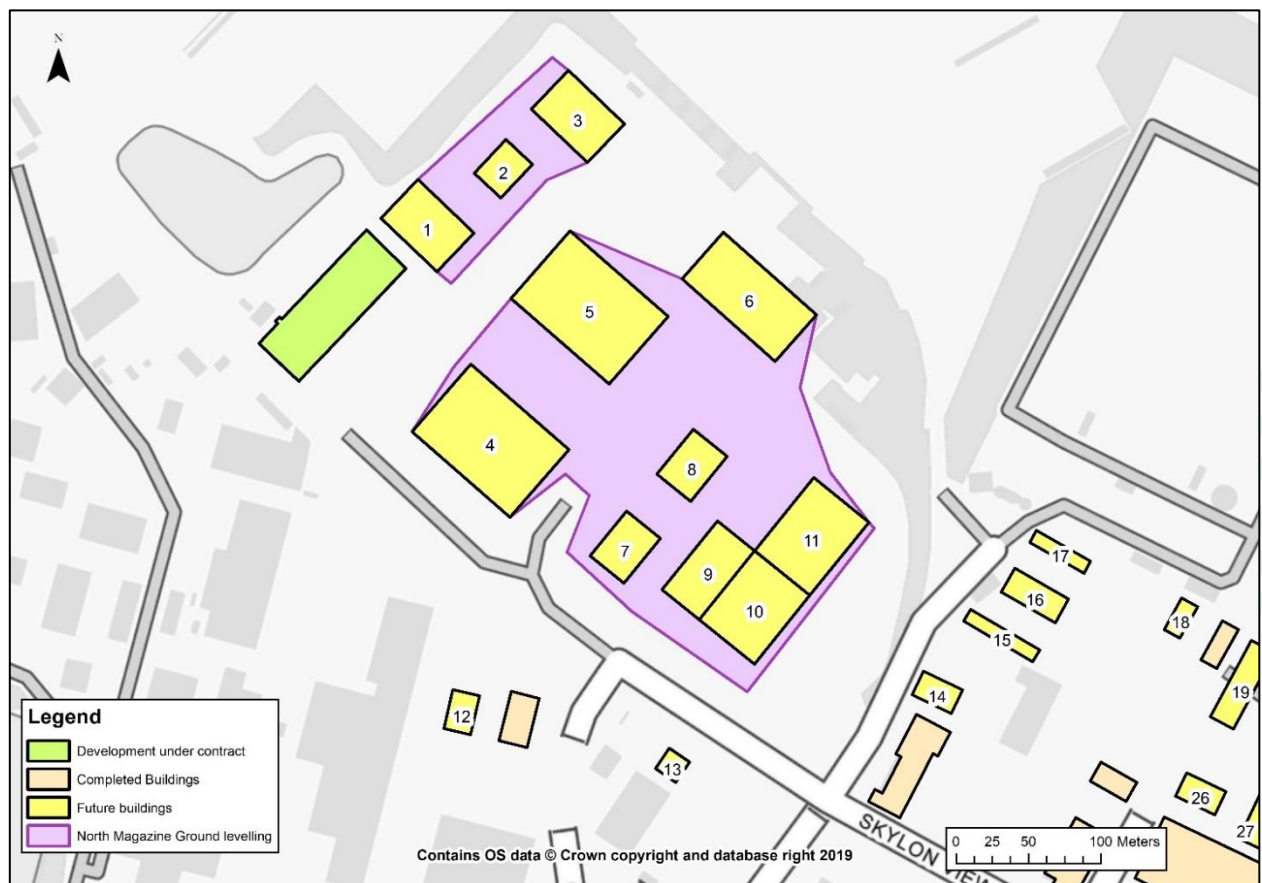 N
3
2
1
6
5
4
8
11
7
9
10
17
16
15
18
19
14
12
13
26
27
Legend
Development under contract
Completed Buildings
Future buildings
North Magazine Ground levelling
SKYLON VIEW
0 25 50 100 Meters
Contains OS data © Crown copyright and database right 2019